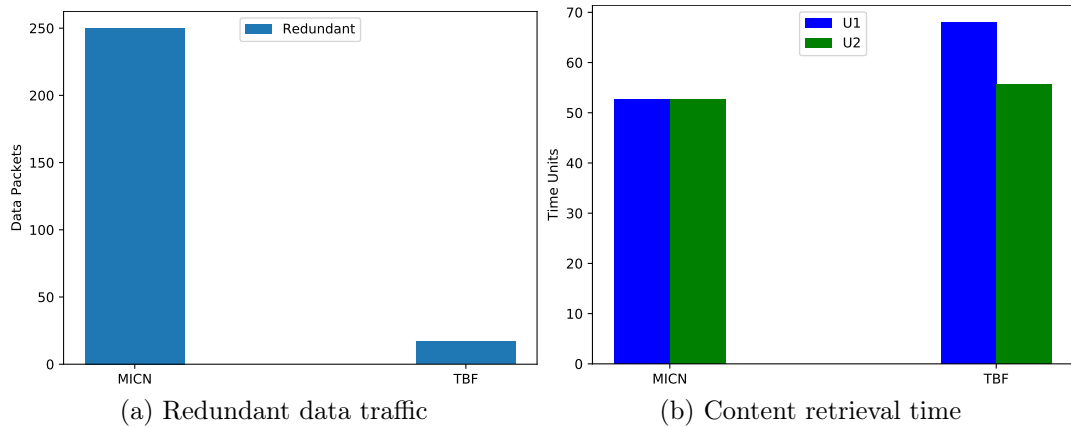 Redundant
Data Packets
250
200
150
100
50
0
MICN
TBF
(a) Redundant data traffic
U1
U2
Time Units
70
60
50
40
30
20
10
0
MICN
TBF
(b) Content retrieval time